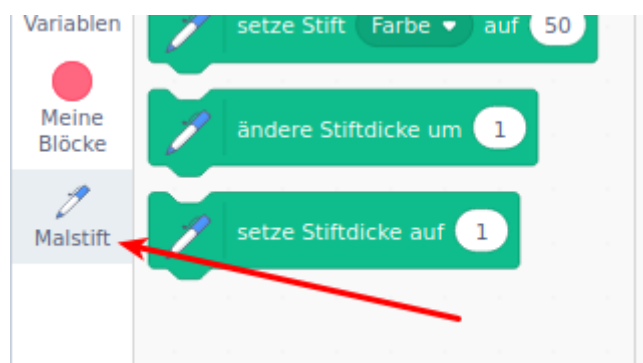 Variablen
setze Stift Farbe auf 50
Meine
Blöcke
ändere Stiftdicke um 1
Malstift
setze Stiftdicke auf 1